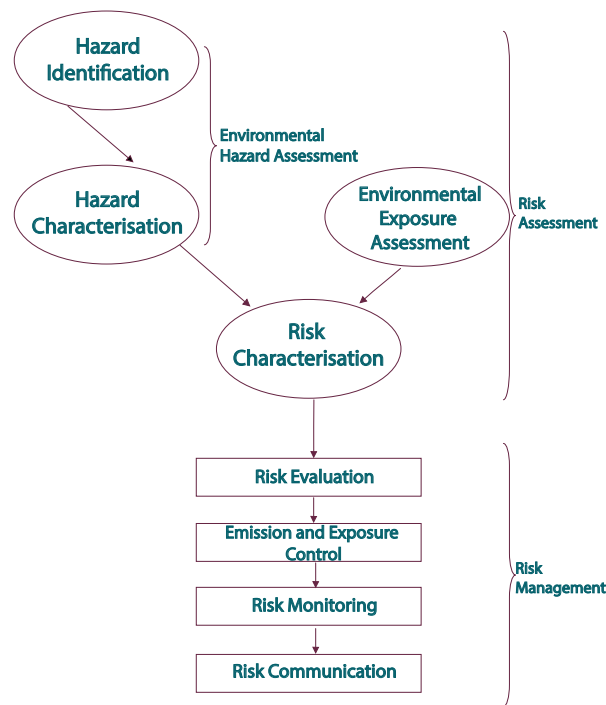 Hazard
Identification
Environmental
Hazard Assessment
Hazard
Characterisation
Environmental
Exposure
Assessment
Risk
Assessment
Risk
Characterisation
Risk Evaluation
Emission and Exposure
Control
Risk Monitoring
Risk Communication
Risk
Management